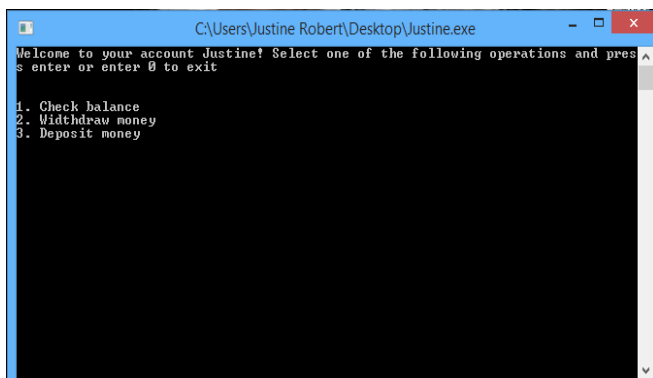 C:\Users\Justine Robert\Desktop\Justine.exe
Welcome to your account Justine! Select one of the following operations and pres
s enter or enter 0 to exit
1. Check balance
2. Widthdraw money
3. Deposit money